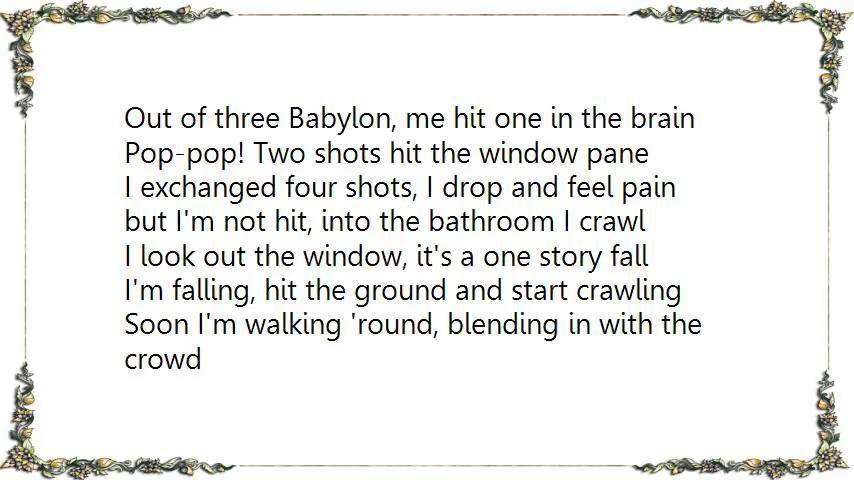 Out of three Babylon, me hit one in the brain
Pop-pop! Two shots hit the window pane
I exchanged four shots, I drop and feel pain
but I'm not hit, into the bathroom I crawl
I look out the window, it's a one story fall
I'm falling, hit the ground and start crawling
Soon I'm walking 'round, blending in with the
crowd